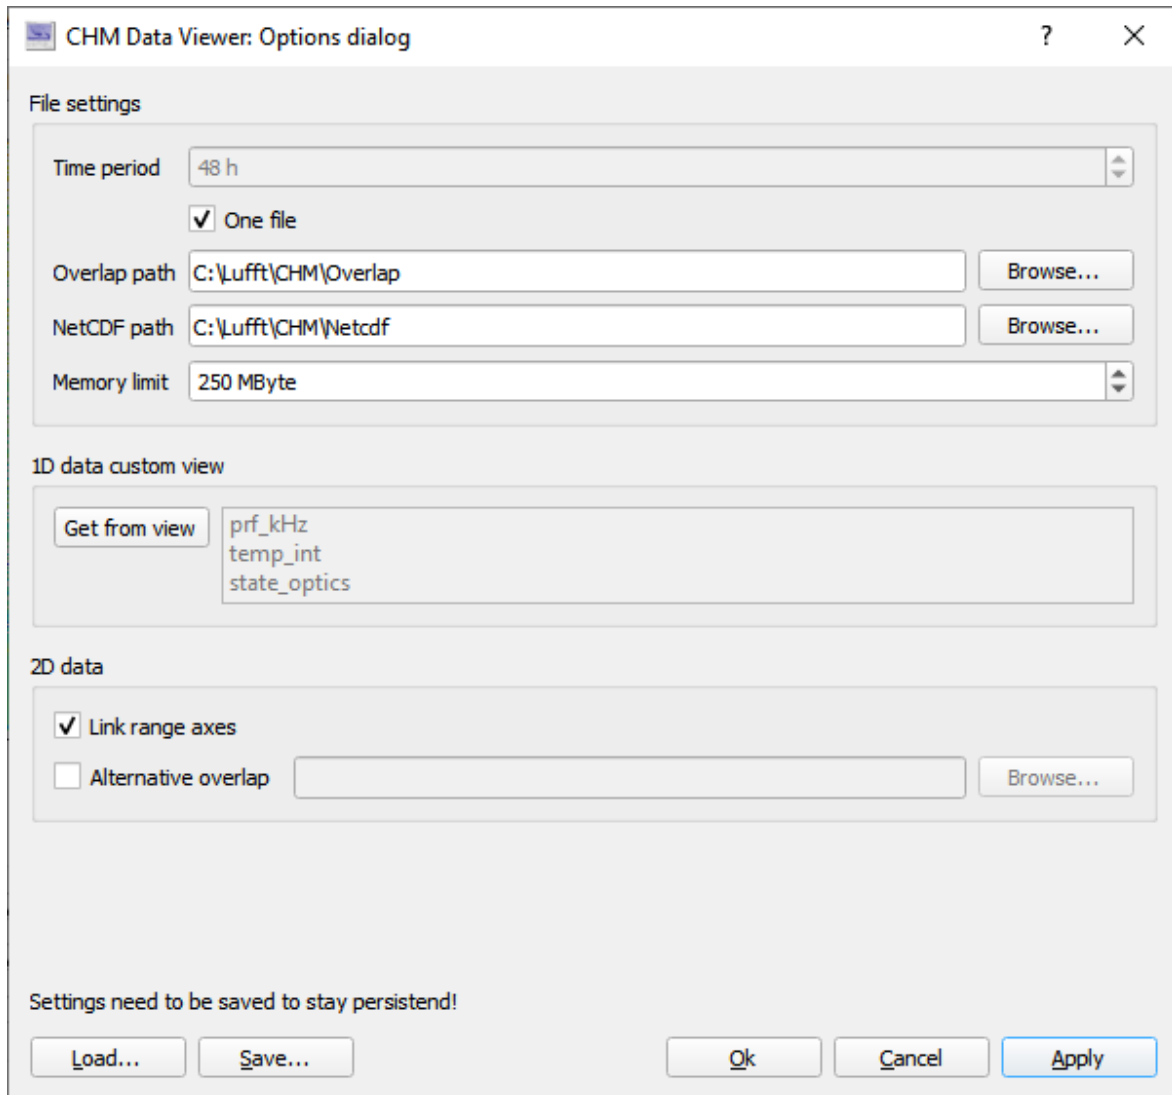 CHM Data Viewer: Options dialog
File settings
Time period 48 h
One file
Overlap path C:\Lufft\CHM\Overlap Browse...
NetCDF path C:\Lufft\CHM\Netcdf Browse...
Memory limit 250 MByte
1D data custom view
Get from view prf_kHz
temp_int
state_optics
2D data
Link range axes
Alternative overlap Browse...
Settings need to be saved to stay persistend!
Load... Save... Ok Cancel Apply